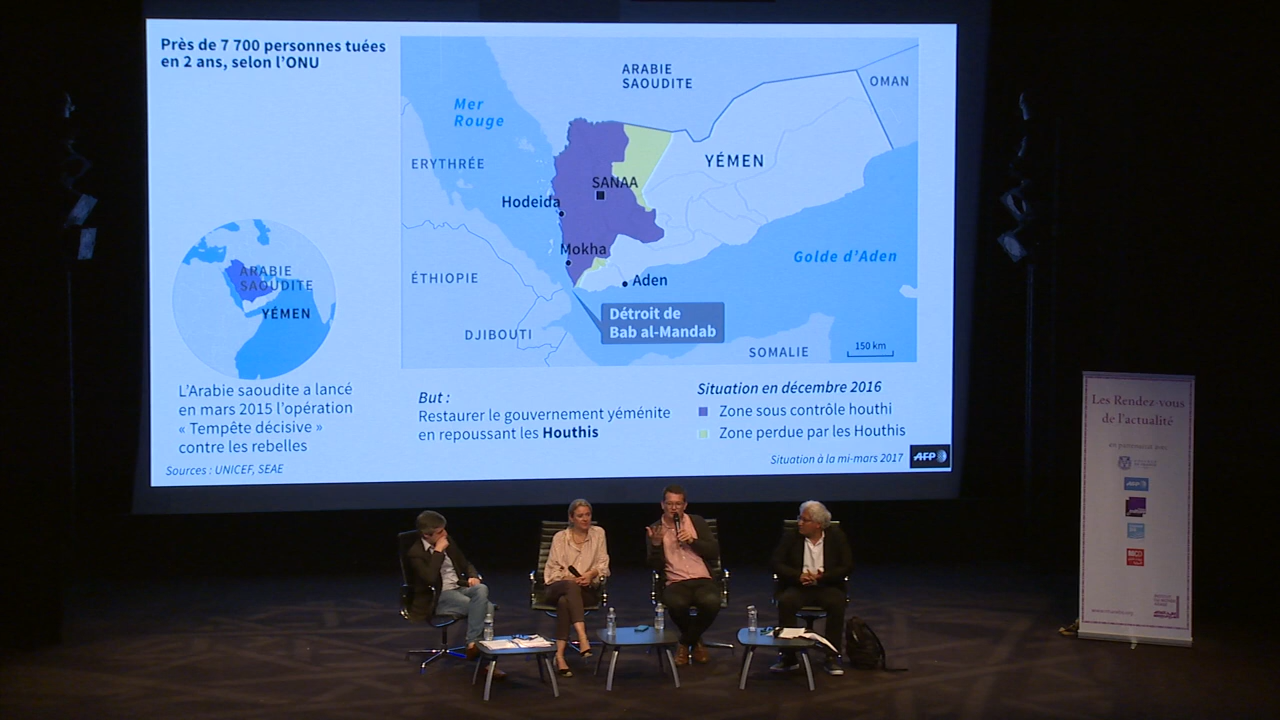 Près de 7 700 personnes tuées
en 2 ans, selon l'ONU
ARABIE
SAOUDITE
OMAN
Mer
Rouge
YÉMEN
ERYTHRÉE
SANAA
Hodeida
Mokha
Golde d'Aden
ÉTHIOPIE
Aden
Détroit de
Bab al-Mandab
DJIBOUTI
SOMALIE
150 km
ARABIE
SAOUDITE
YÉMEN
L'Arabie saoudite a lancé
en mars 2015 l'opération
« Tempête décisive »
contre les rebelles
Sources : UNICEF, SEAE
But :
Restaurer le gouvernement yéménite
en repoussant les Houthis
Situation en décembre 2016
Zone sous contrôle houthi
Zone perdue par les Houthis
Situation à la mi-mars 2017
AFP
Les Rendez-vous
de l'actualité
en partenariat avec
AFP